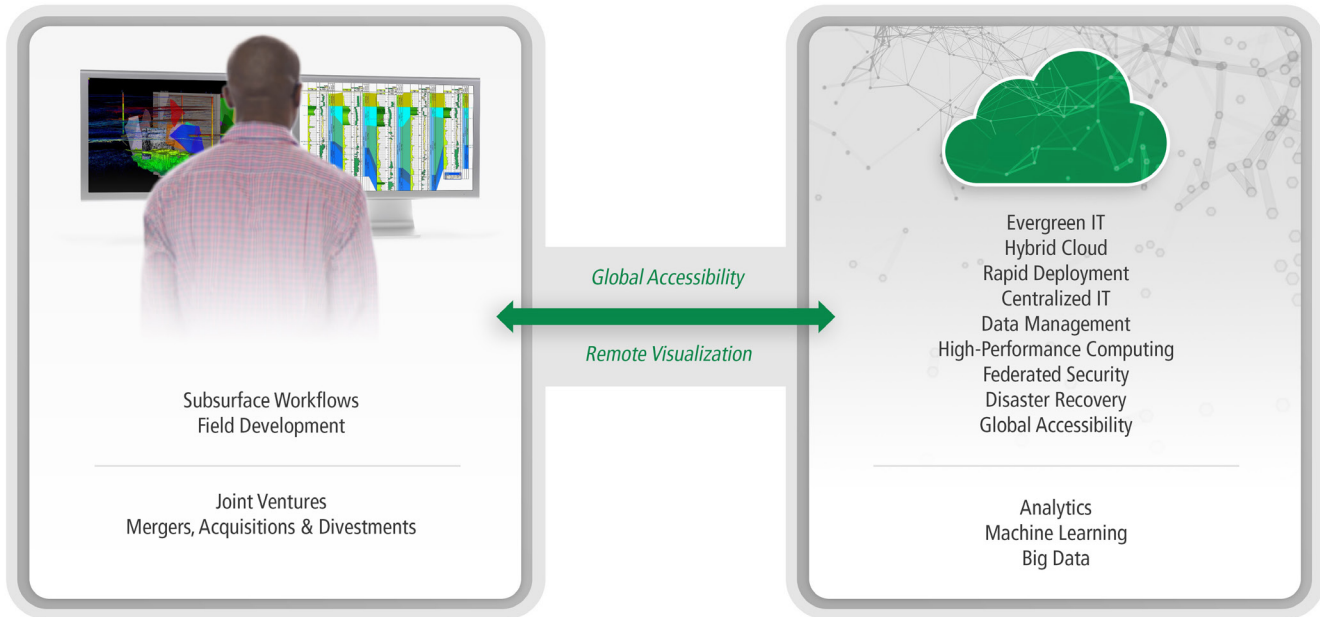 Subsurface Workflows
Field Development
Joint Ventures
Mergers, Acquisitions & Divestments
Global Accessibility
Remote Visualization
Evergreen IT
Hybrid Cloud
Rapid Deployment
Centralized IT
Data Management
High-Performance Computing
Federated Security
Disaster Recovery
Global Accessibility
Analytics
Machine Learning
Big Data